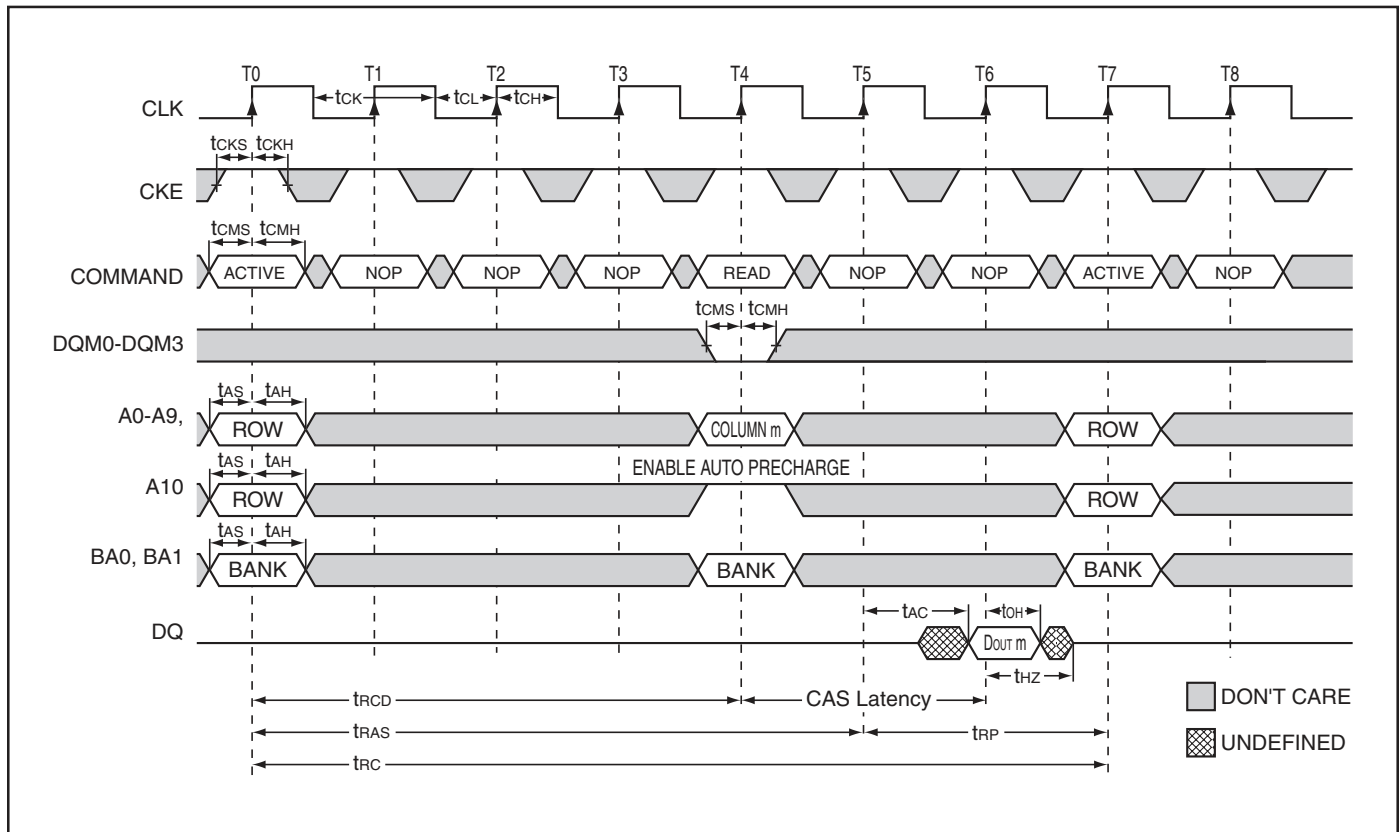 T0 T1 T2 T3 T4 T5 T6 T7 T8
CLK tCK tCL tCH
tCKS tCKH
CKE
tCMS tCMH
COMMAND ACTIVE NOP NOP NOP READ NOP NOP ACTIVE NOP
tCMS tCMH
DQM0-DQM3
tAS tAH
A0-A9, ROW COLUMN m ROW
tAS tAH ENABLE AUTO PRECHARGE
A10 ROW ROW
tAS tAH
BA0, BA1 BANK BANK BANK
tAC tOH
DQ DOUT m
tHZ
tRCD CAS Latency
DON'T CARE
tRAS tRP
UNDEFINED
tRC